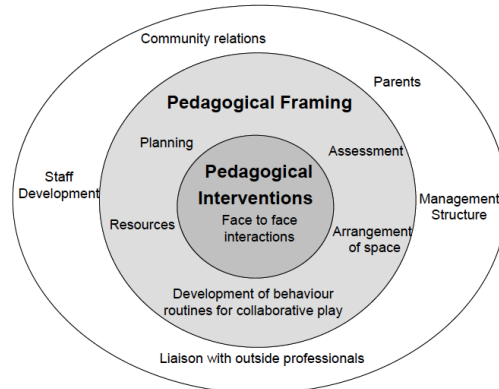 Community relations
Parents
Pedagogical Framing
Planning
Assessment
Pedagogical
Interventions
Face to face
interactions
Staff
Development
Management
Structure
Resources
Arrangement
of space
Development of behaviour
routines for collaborative play
Liaison with outside professionals